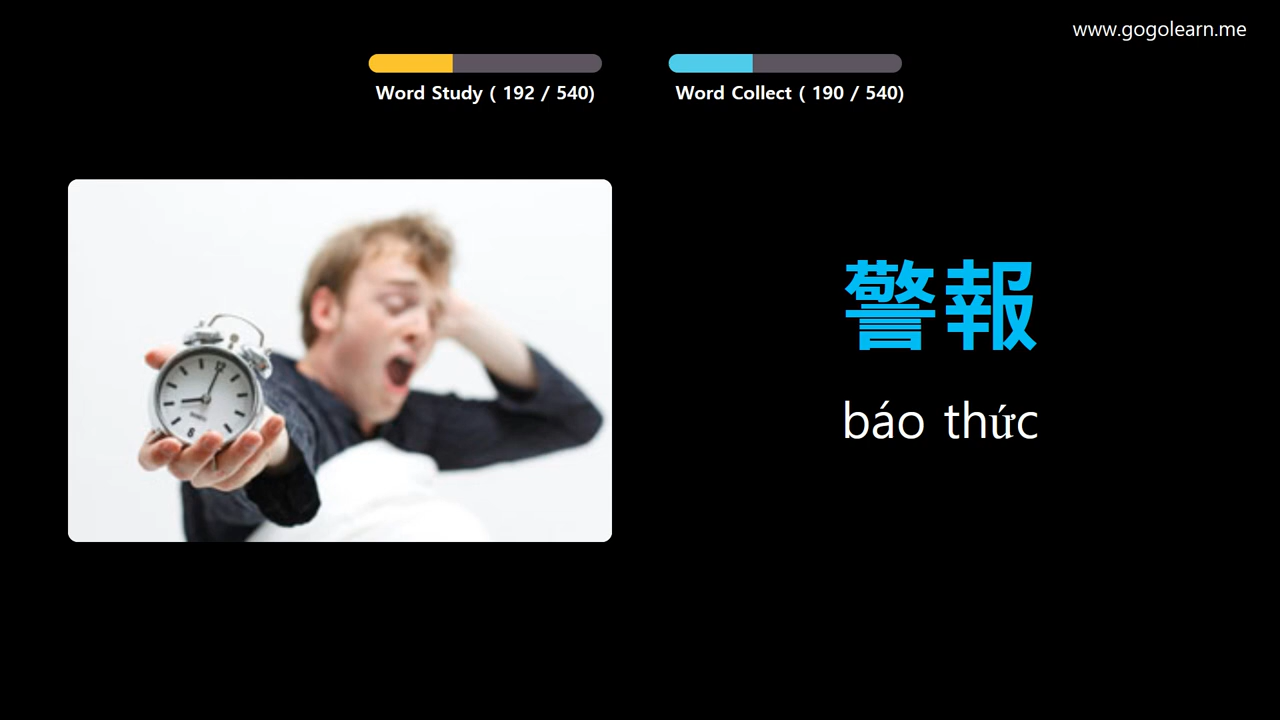 www.gogolearn.me
Word Study ( 192 / 540)
Word Collect ( 190 / 540)
警報
báo thức